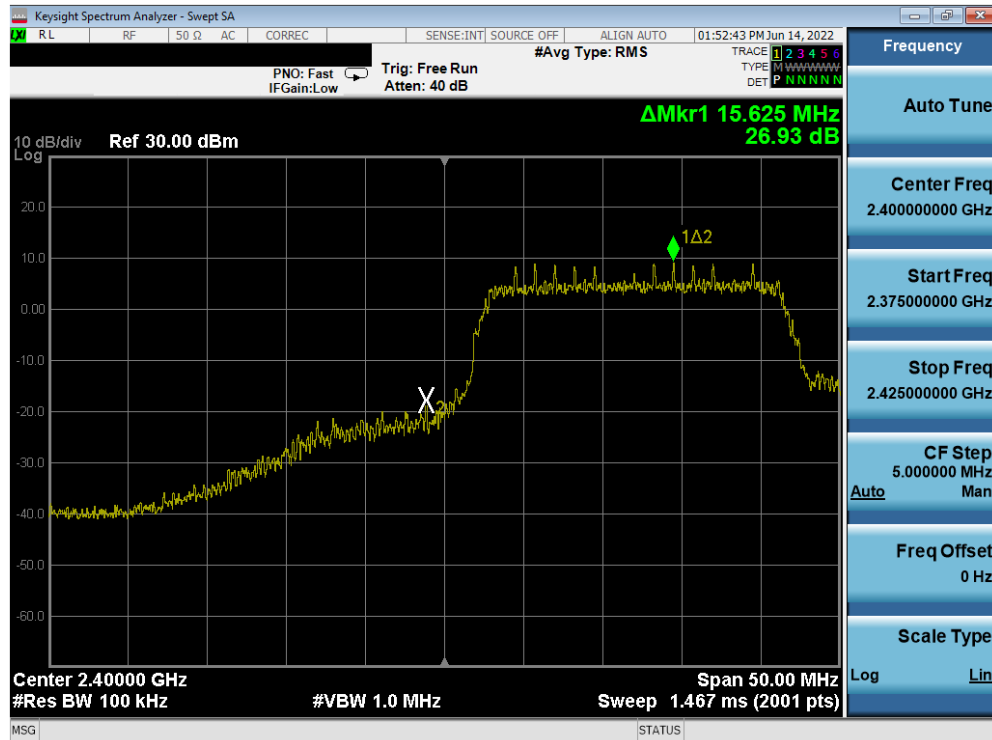 Keysight Spectrum Analyzer - Swept SA
LXI RL RF 50 Ω AC CORREC SENSE:INT SOURCE OFF ALIGN AUTO 01:52:43 PM Jun 14, 2022
#Avg Type: RMS
TRACE 1 2 3 4 5 6
TYPE M W W W W W
DET P N N N N N
PNO: Fast
IFGain:Low
Trig: Free Run
Atten: 40 dB
ΔMkr1 15.625 MHz
26.93 dB
10 dB/div
Log
Ref 30.00 dBm
20.0
10.0
0.00
-10.0
-20.0
-30.0
-40.0
-50.0
-60.0
1Δ2
2
Center 2.40000 GHz
#Res BW 100 kHz
#VBW 1.0 MHz
Span 50.00 MHz
Sweep 1.467 ms (2001 pts)
MSG
STATUS
Frequency
Auto Tune
Center Freq
2.400000000 GHz
Start Freq
2.375000000 GHz
Stop Freq
2.425000000 GHz
CF Step
5.000000 MHz
Auto Man
Freq Offset
0 Hz
Scale Type
Log Lin